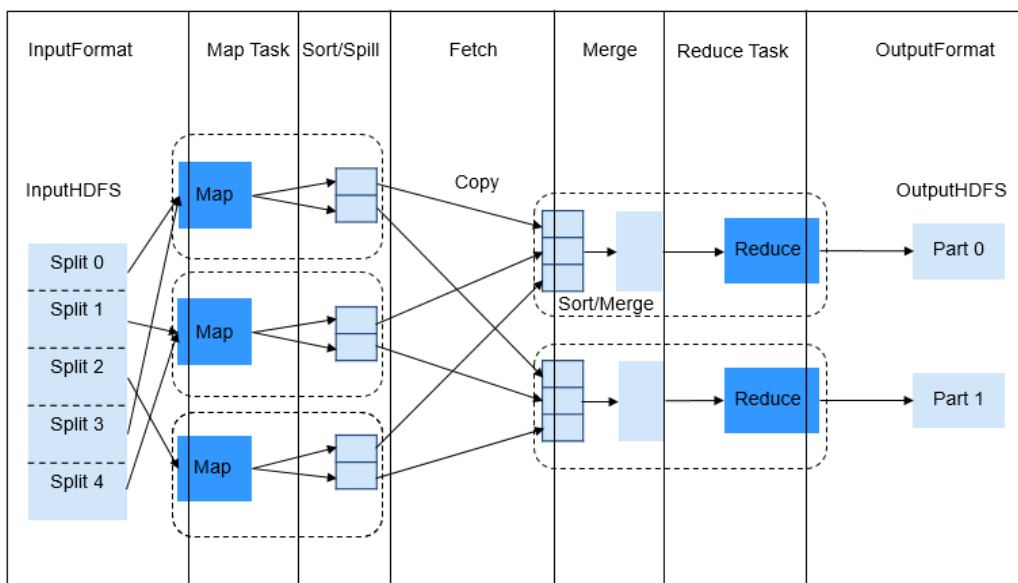 InputFormat
Map Task
Sort/Spill
Fetch
Merge
Reduce Task
OutputFormat
InputHDFS
Split 0
Split 1
Split 2
Split 3
Split 4
Map
Map
Map
Copy
Sort/Merge
Reduce
Reduce
OutputHDFS
Part 0
Part 1